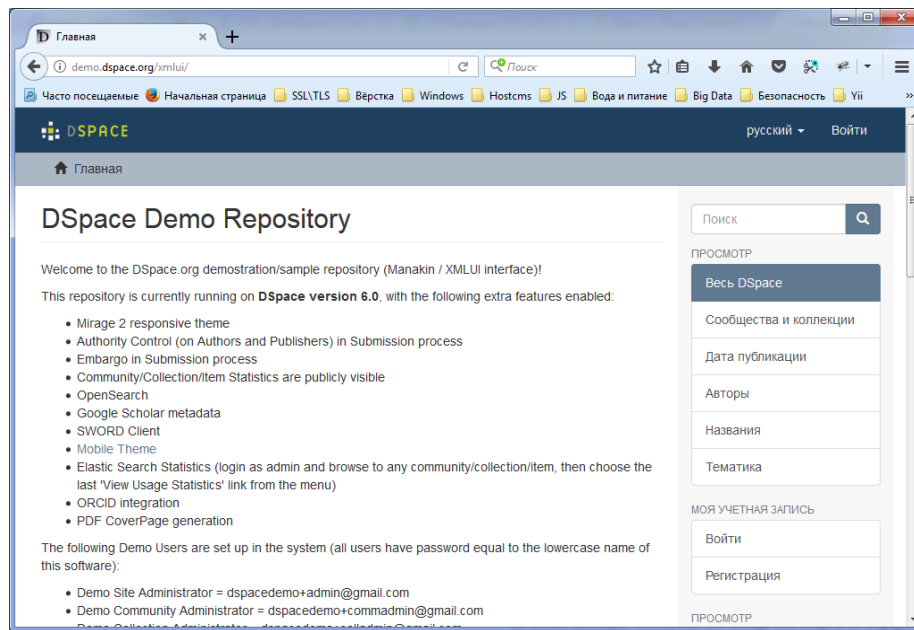 Главная
demo.dspace.org/xmlui/
Поиск
Часто посещаемые Начальная страница SSL\TLS Вёрстка Windows Hostcms JS Вода и питание Big Data Безопасность Yii »
DSPACE русский Войти
Главная
DSpace Demo Repository
Welcome to the DSpace.org demostration/sample repository (Manakin / XMLUI interface)!
This repository is currently running on DSpace version 6.0, with the following extra features enabled:
Mirage 2 responsive theme
Authority Control (on Authors and Publishers) in Submission process
Embargo in Submission process
Community/Collection/Item Statistics are publicly visible
OpenSearch
Google Scholar metadata
SWORD Client
Mobile Theme
Elastic Search Statistics (login as admin and browse to any community/collection/item, then choose the
last 'View Usage Statistics' link from the menu)
ORCID integration
PDF CoverPage generation
The following Demo Users are set up in the system (all users have password equal to the lowercase name of
this software):
Demo Site Administrator = dspacedemo+admin@gmail.com
Demo Community Administrator = dspacedemo+commadmin@gmail.com
Demo Collection Administrator = dspacedemo+colladmin@gmail.com
Поиск
ПРОСМОТР
Весь DSpace
Сообщества и коллекции
Дата публикации
Авторы
Названия
Тематика
МОЯ УЧЕТНАЯ ЗАПИСЬ
Войти
Регистрация
ПРОСМОТР